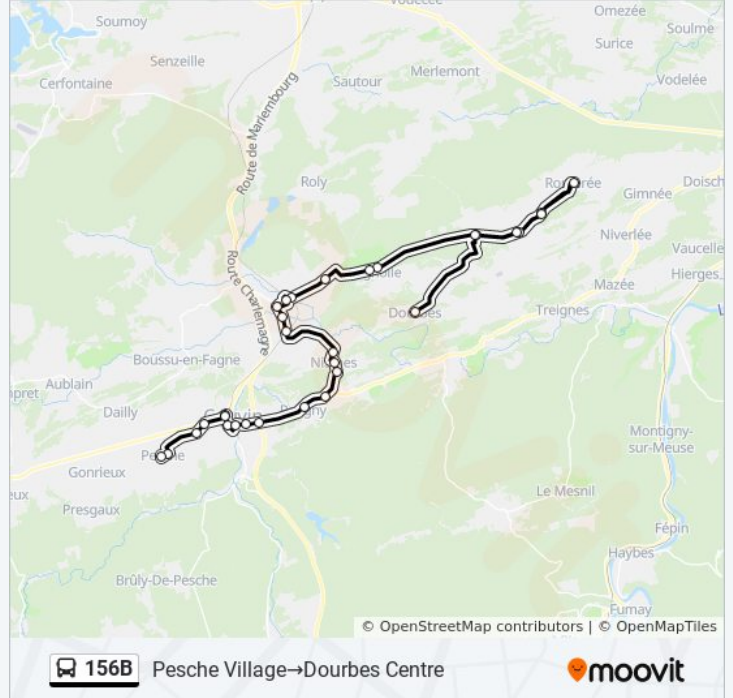 Vodecée
Omezée
Soumoy
Soulme
Surice
Senzeille
Merlemont
Vodelée
Cerfontaine
Sautour
Route de Mariembourg
Roly
Doisch
Gimnée
Niverlée
Route Charlemagne
Vaucelle
Hierges
Mazée
Treignes
Boussu-en-Fagne
Aublain
Dailly
Gonrieux
Montigny-
sur-Meuse
Le Mesnil
Presgaux
Fépin
Haybes
Brûly-De-Pesche
Fumay
© OpenStreetMap contributors | © OpenMapTiles
156B Pesche Village→Dourbes Centre
moovit